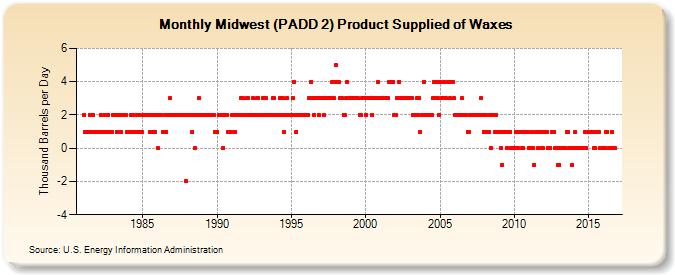 Monthly Midwest (PADD 2) Product Supplied of Waxes
Thousand Barrels per Day
6
4
2
0
-2
-4
1985 1990 1995 2000 2005 2010 2015
Source: U.S. Energy Information Administration